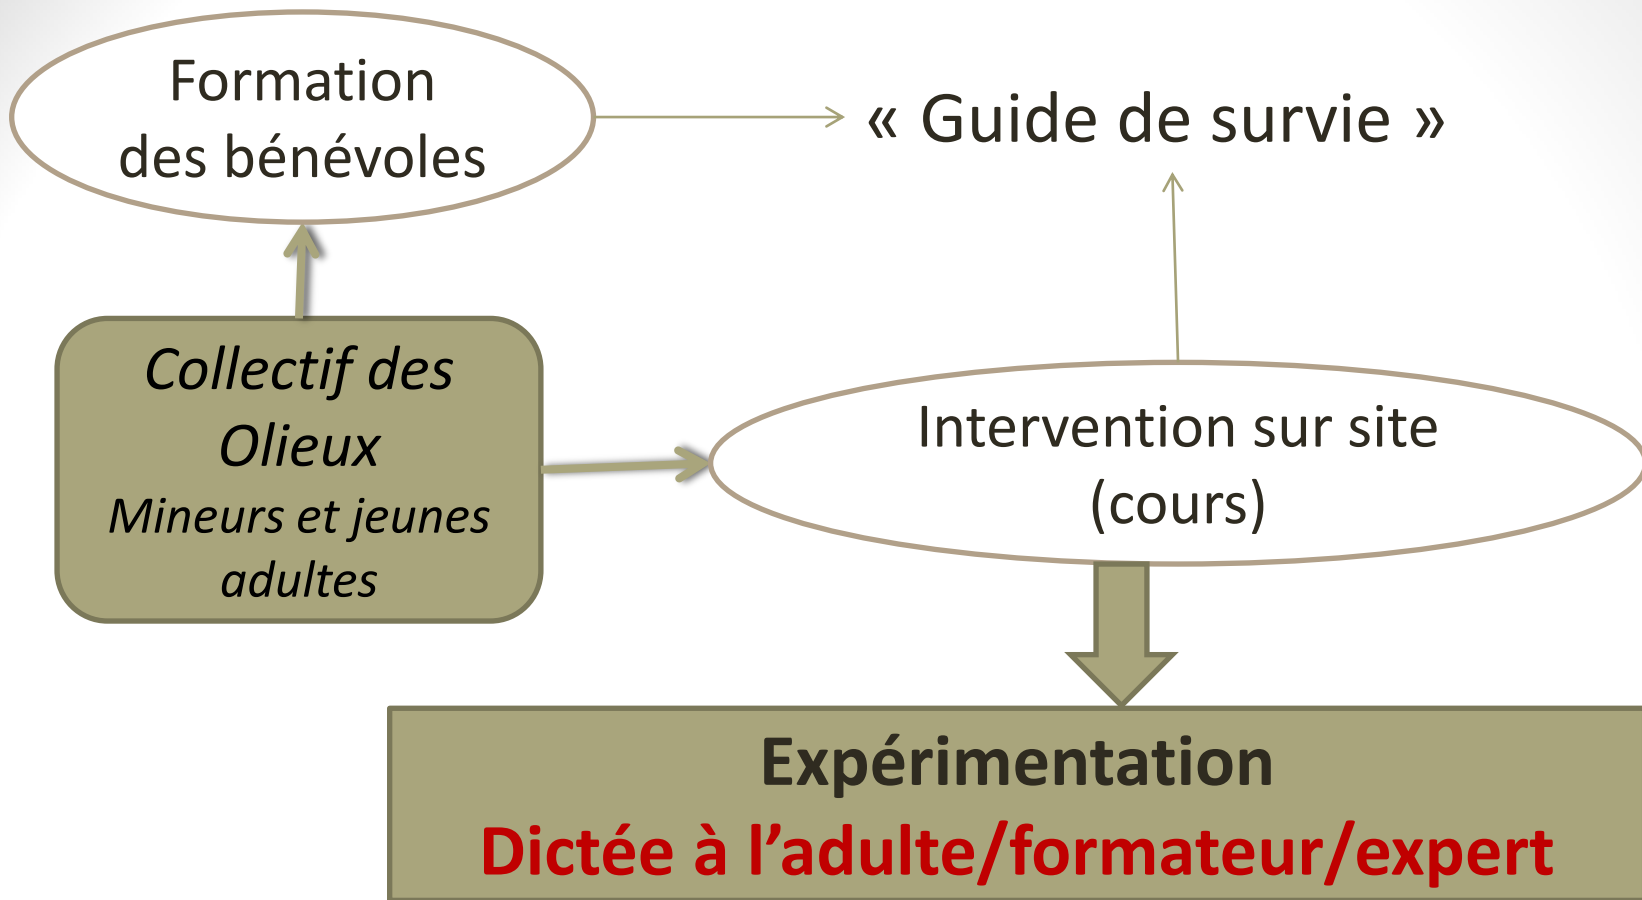 Formation
des bénévoles
« Guide de survie »
Collectif des
Olieux
Mineurs et jeunes
adultes
Intervention sur site
(cours)
Expérimentation
Dictée à l’adulte/formateur/expert